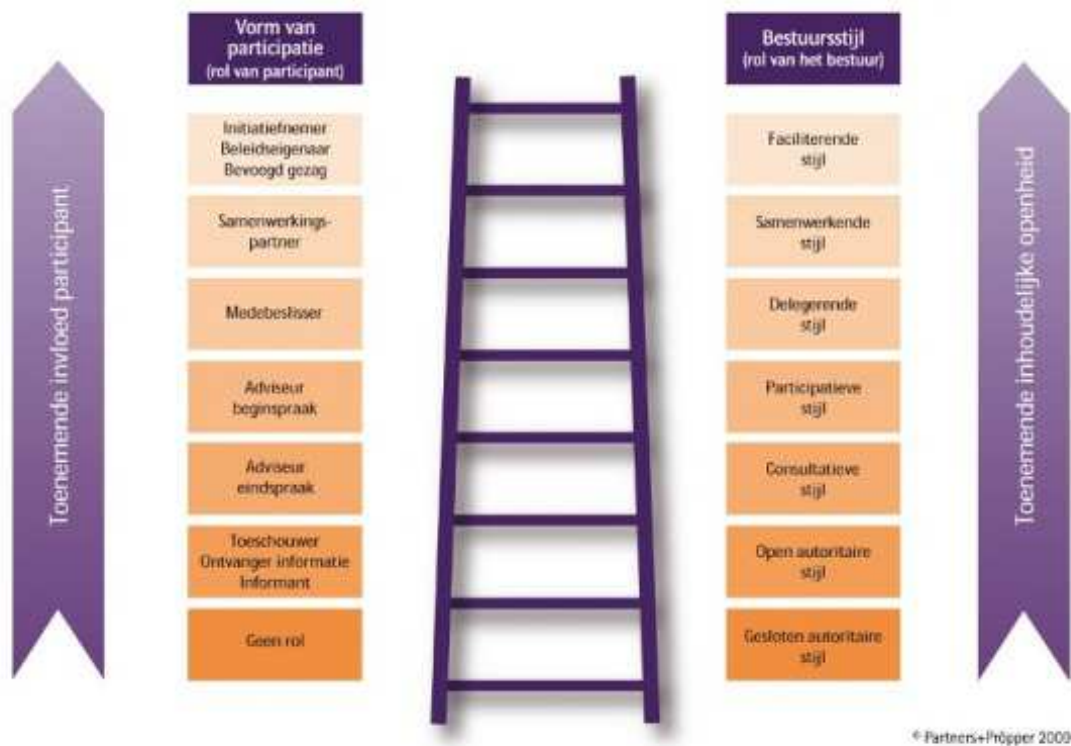 Vorm van
participatie
(rol van participant)
Bestuursstijl
(rol van het bestuur)
Toenemende invloed participant
Initiatiefnemer
Beleidseigenaar
Bevoogd gezag
Faciliterende
stijl
Samenwerkings-
partner
Samenwerkende
stijl
Medebeslisser
Delegerende
stijl
Adviseur
beginspraak
Participatieve
stijl
Adviseur
eindspraak
Consultatieve
stijl
Toeschouwer
Ontvanger informatie
Informant
Open autoritaire
stijl
Geen rol
Gesloten autoritaire
stijl
Toenemende inhoudelijke openheid
© Partners+Pröpper 2009